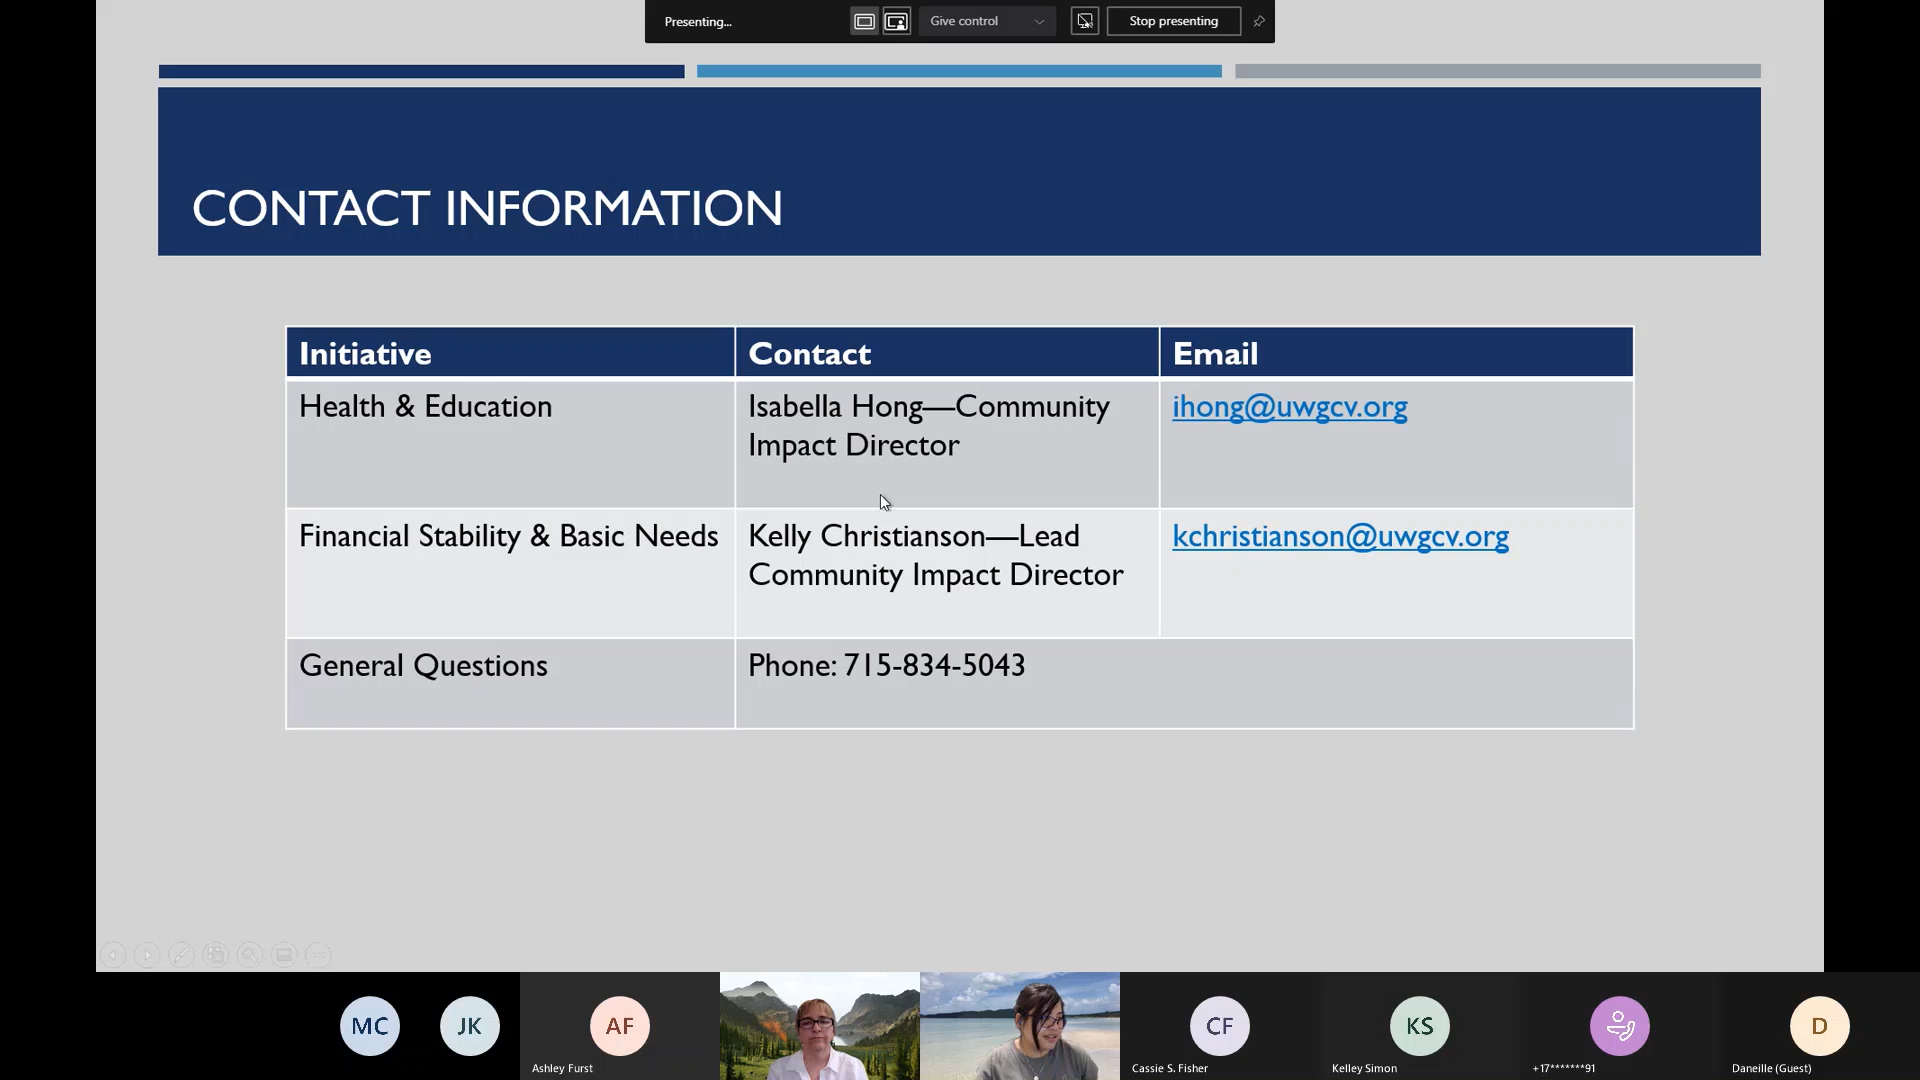 Presenting...
Give control
Stop presenting
CONTACT INFORMATION
Initiative
Contact
Email
Health & Education
Isabella Hong—Community
Impact Director
ihong@uwgcv.org
Financial Stability & Basic Needs
Kelly Christianson—Lead
Community Impact Director
kchristianson@uwgcv.org
General Questions
Phone: 715-834-5043
MC
JK
AF
CF
KS
D
Ashley Furst
Cassie S. Fisher
Kelley Simon
+17*******91
Daneille (Guest)